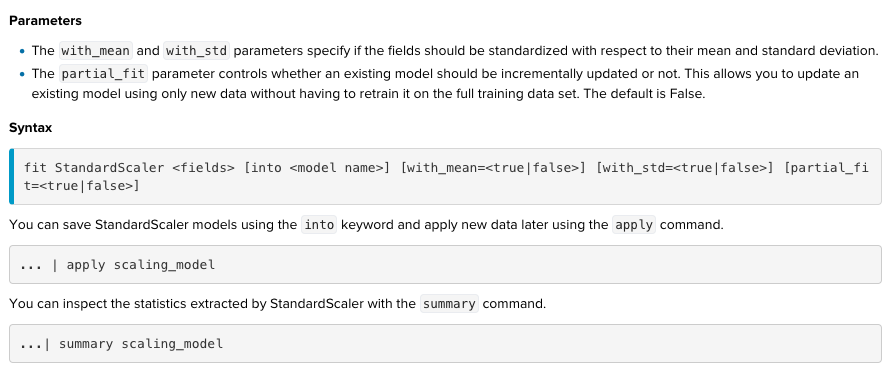 Parameters
The with_mean and with_std parameters specify if the fields should be standardized with respect to their mean and standard deviation.
The partial_fit parameter controls whether an existing model should be incrementally updated or not. This allows you to update an
existing model using only new data without having to retrain it on the full training data set. The default is False.
Syntax
fit StandardScaler <fields> [into <model name>] [with_mean=<true|false>] [with_std=<true|false>] [partial_fi
t=<true|false>]
You can save StandardScaler models using the into keyword and apply new data later using the apply command.
... | apply scaling_model
You can inspect the statistics extracted by StandardScaler with the summary command.
...| summary scaling_model